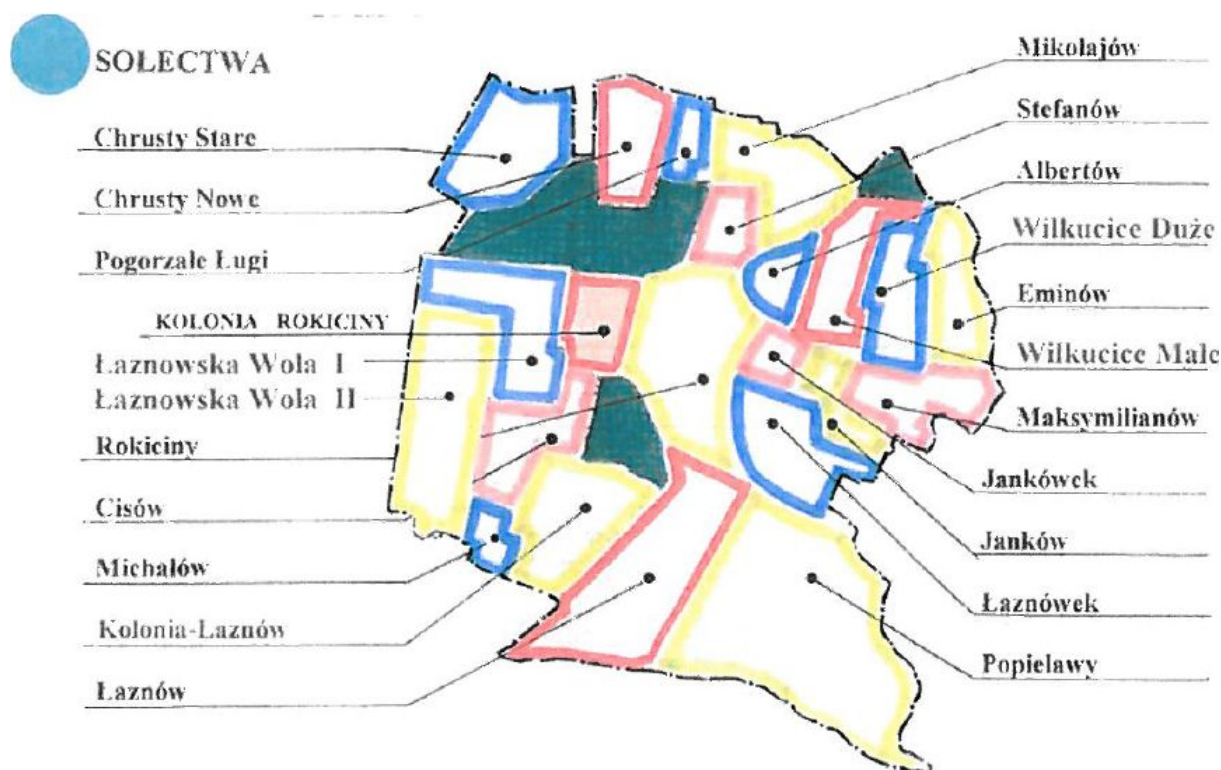 SOŁECTWA
Chrusty Stare
Chrusty Nowe
Pogorzałe Ługi
KOLONIA ROKICINY
Łaznowska Wola I
Łaznowska Wola II
Rokiciny
Cisów
Michałów
Kolonia-Łaznów
Łaznów
Mikołajów
Stefanów
Albertów
Wilkucice Duże
Eminów
Wilkucice Małe
Maksymilianów
Jankówek
Janków
Łaznówek
Popielawy